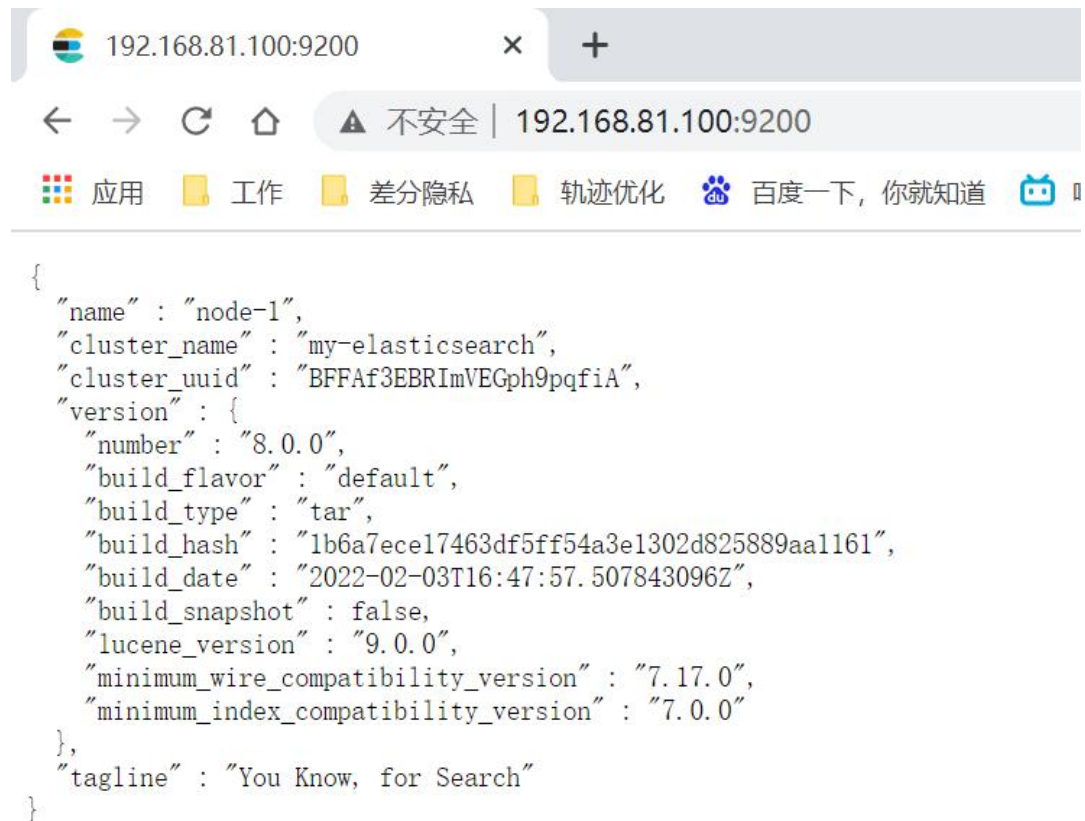 192.168.81.100:9200
不安全 | 192.168.81.100:9200
应用 工作 差分隐私 轨迹优化 百度一下，你就知道
{
"name" : "node-1",
"cluster_name" : "my-elasticsearch",
"cluster_uuid" : "BFFAf3EBRImVEGph9pqfiA",
"version" : {
"number" : "8.0.0",
"build_flavor" : "default",
"build_type" : "tar",
"build_hash" : "1b6a7ece17463df5ff54a3e1302d825889aa1161",
"build_date" : "2022-02-03T16:47:57.507843096Z",
"build_snapshot" : false,
"lucene_version" : "9.0.0",
"minimum_wire_compatibility_version" : "7.17.0",
"minimum_index_compatibility_version" : "7.0.0"
},
"tagline" : "You Know, for Search"
}